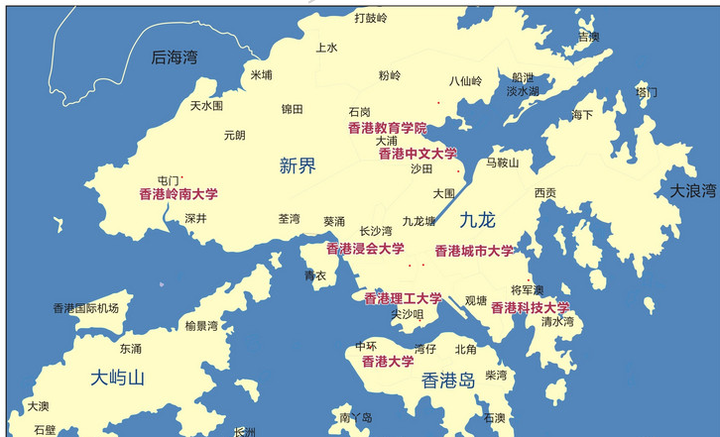 打鼓岭
吉澳
上水
后海湾
米埔
粉岭
八仙岭
船湾
淡水湖
塔门
天水围
锦田
石岗
海下
香港教育学院
元朗
大浦
香港中文大学
新界
沙田
马鞍山
屯门
香港岭南大学
大围
西贡
大浪湾
深井
荃湾
葵涌
九龙塘
九龙
长沙湾
香港浸会大学
香港城市大学
青衣
将军澳
香港理工大学
观塘
香港国际机场
香港科技大学
尖沙咀
榆景湾
清水湾
东涌
中环
湾仔
北角
香港大学
大屿山
香港岛
柴湾
大澳
南丫岛
石澳
石壁
长洲